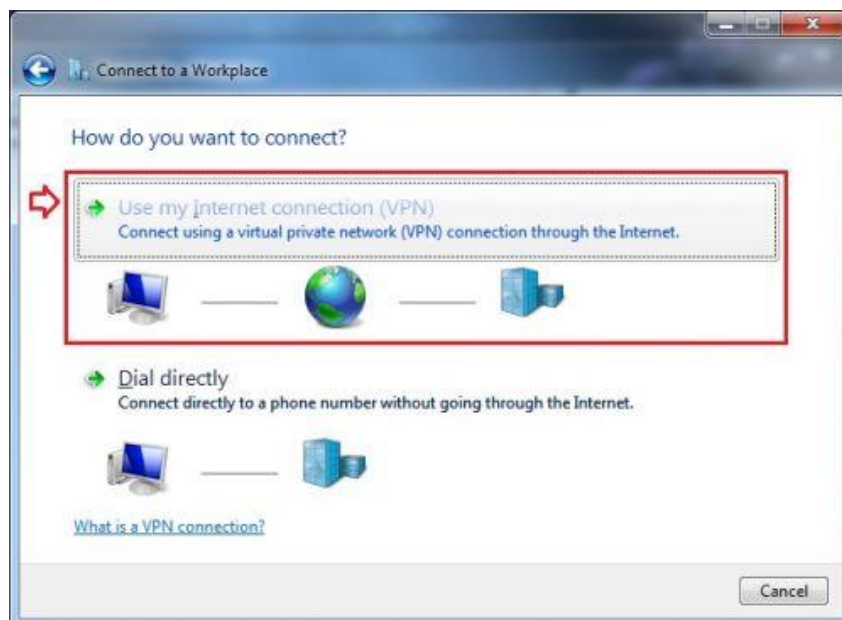 Connect to a Workplace
How do you want to connect?
Use my Internet connection (VPN)
Connect using a virtual private network (VPN) connection through the Internet.
Dial directly
Connect directly to a phone number without going through the Internet.
What is a VPN connection?
Cancel